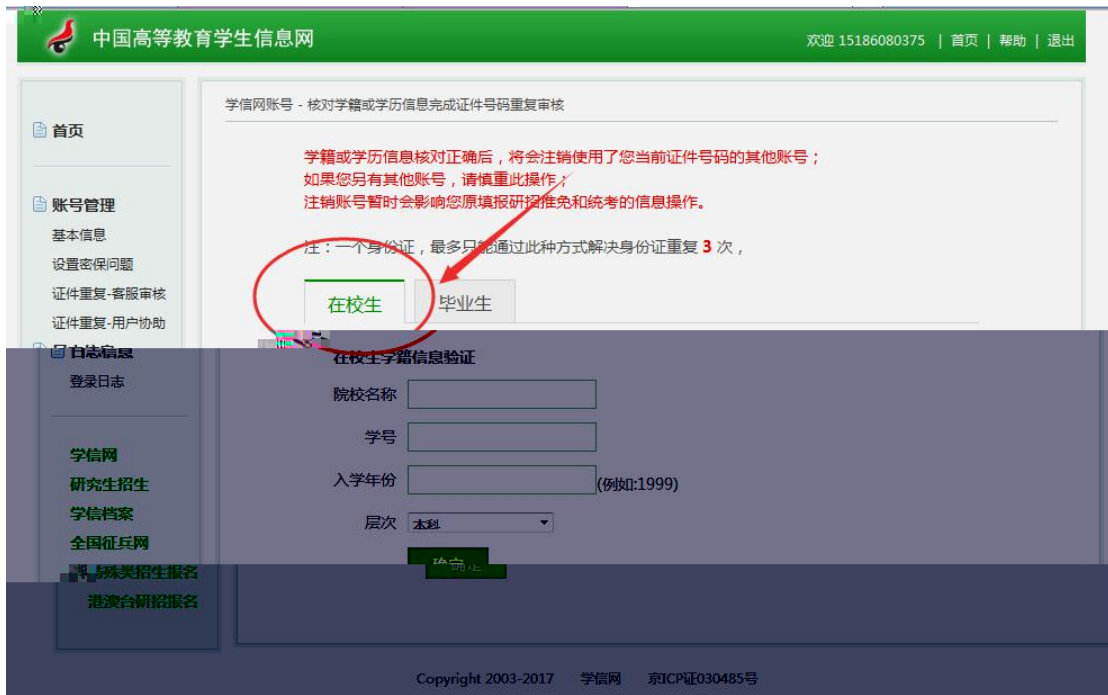 中国高等教育学生信息网
欢迎 15186080375 | 首页 | 帮助 | 退出
首页
账号管理
基本信息
设置密保问题
证件重复-客服审核
证件重复-用户协助
日志信息
登录日志
学信网
研究生招生
学信档案
全国征兵网
特殊类招生报名
港澳台研招报名
学信网账号 - 核对学籍或学历信息完成证件号码重复审核
学籍或学历信息核对正确后，将会注销使用了您当前证件号码的其他账号；
如果您另有其他账号，请慎重此操作；
注销账号暂时会影响您原填报研招推免和统考的信息操作。
注：一个身份证，最多只能通过此种方式解决身份证重复 3 次，
在校生 毕业生
在校生学籍信息验证
院校名称
学号
入学年份 (例如:1999)
层次 本科
确定
Copyright 2003-2017 学信网 京ICP证030485号